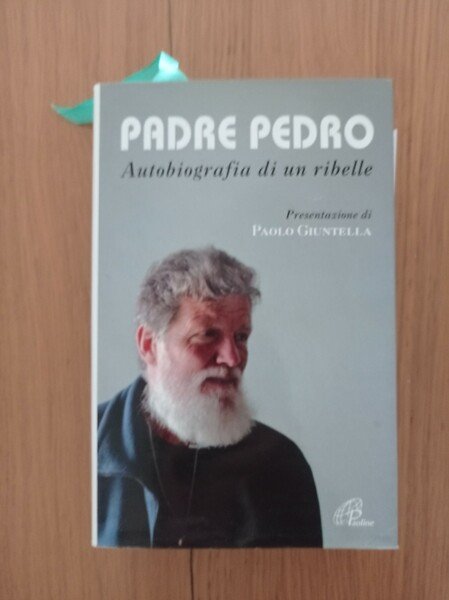 PADRE PEDRO
Autobiografia di un ribelle
Presentazione di
PAOLO GIUNTELLA
Paoline